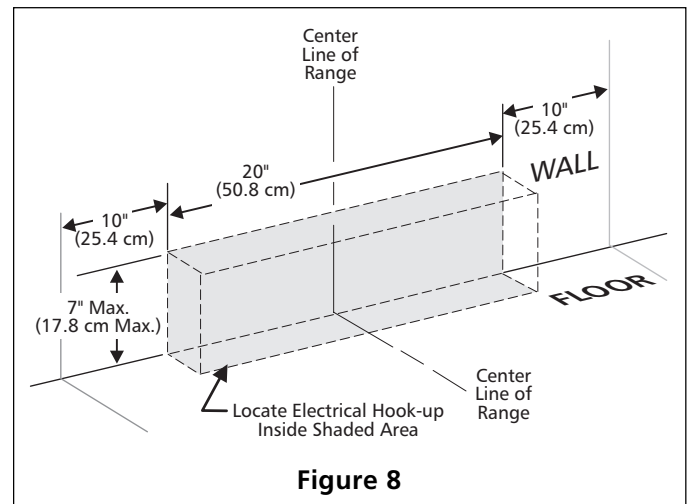 Center
Line of
Range
10"
(25.4 cm)
WALL
20"
(50.8 cm)
10"
(25.4 cm)
7" Max.
(17.8 cm Max.)
FLOOR
Center
Line of
Range
Locate Electrical Hook-up
Inside Shaded Area
Figure 8